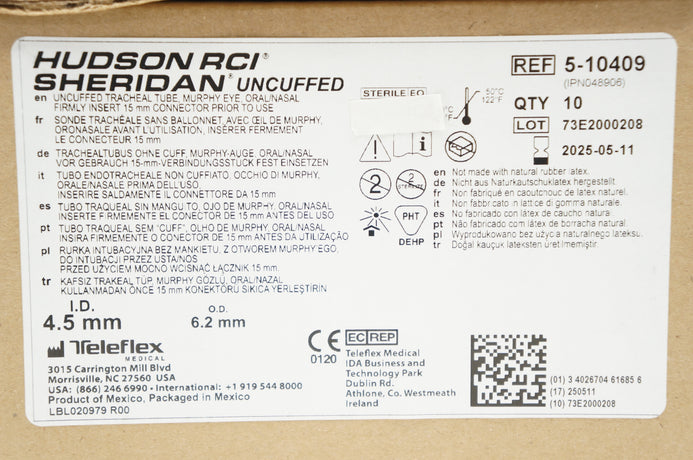 HUDSON RCI®
SHERIDAN® UNCUFFED
en UNCUFFED TRACHEAL TUBE, MURPHY EYE, ORAL/NASAL
FIRMLY INSERT 15 mm CONNECTOR PRIOR TO USE
fr SONDE TRACHÉALE SANS BALLONNET, AVEC ŒIL DE MURPHY,
ORONASALE AVANT L'UTILISATION, INSÉRER FERMEMENT
LE CONNECTEUR 15 mm
de TRACHEALTUBUS OHNE CUFF, MURPHY-AUGE, ORAL/NASAL
VOR GEBRAUCH 15 mm-VERBINDUNGSSTÜCK FEST EINSETZEN
it TUBO ENDOTRACHEALE NON CUFFIATO, OCCHIO DI MURPHY,
ORALE/NASALE PRIMA DELL'USO
INSERIRE SALDAMENTE IL CONNETTORE DA 15 mm
es TUBO TRAQUEAL SIN MANGUITO, OJO DE MURPHY, ORAL/NASAL
INSERTE FIRMEMENTE EL CONECTOR DE 15 mm ANTES DEL USO
pt TUBO TRAQUEAL SEM "CUFF", OLHO DE MURPHY, ORAL/NASAL
INSIRA FIRMEMENTE O CONECTOR DE 15 mm ANTES DA UTILIZAÇÃO
pl RURKA INTUBACYJNA BEZ MANKIETU, Z OTWOREM MURPHY EGO,
DO INTUBACJI PRZEZ USTA/NOS
PRZED UŻYCIEM MOCNO WCISNĄĆ ŁĄCZNIK 15 mm
tr KAFSIZ TRAKEAL TÜP, MURPHY GÖZLÜ, ORAL/NAZAL
KULLANMADAN ÖNCE 15 mm KONEKTÖRÜ SIKICA YERLEŞTİRİN
I.D.
4.5 mm
O.D.
6.2 mm
Teleflex
MEDICAL
3015 Carrington Mill Blvd
Morrisville, NC 27560 USA
USA: (866) 246 6990 • International: +1 919 544 8000
Product of Mexico, Packaged in Mexico
LBL020979 R00
STERILE EO
50°C
122°F
2
2
STERILIZE
PHT
DEHP
REF 5-10409
(IPN048906)
QTY 10
LOT 73E2000208
2025-05-11
en Not made with natural rubber latex.
de Nicht aus Naturkautschuklatex hergestellt.
fr Non fabriqué en caoutchouc de latex naturel.
it Non fabbricato in lattice di gomma naturale.
es No fabricado con látex de caucho natural.
pt Não fabricado com látex de borracha natural.
pl Wyprodukowano bez użycia naturalnego lateksu.
tr Doğal kauçuk lateksten üretilmemiştir.
CE
0120
EC REP
Teleflex Medical
IDA Business and
Technology Park
Dublin Rd.
Athlone, Co. Westmeath
Ireland
(01) 3 4026704 61685 6
(17) 250511
(10) 73E2000208